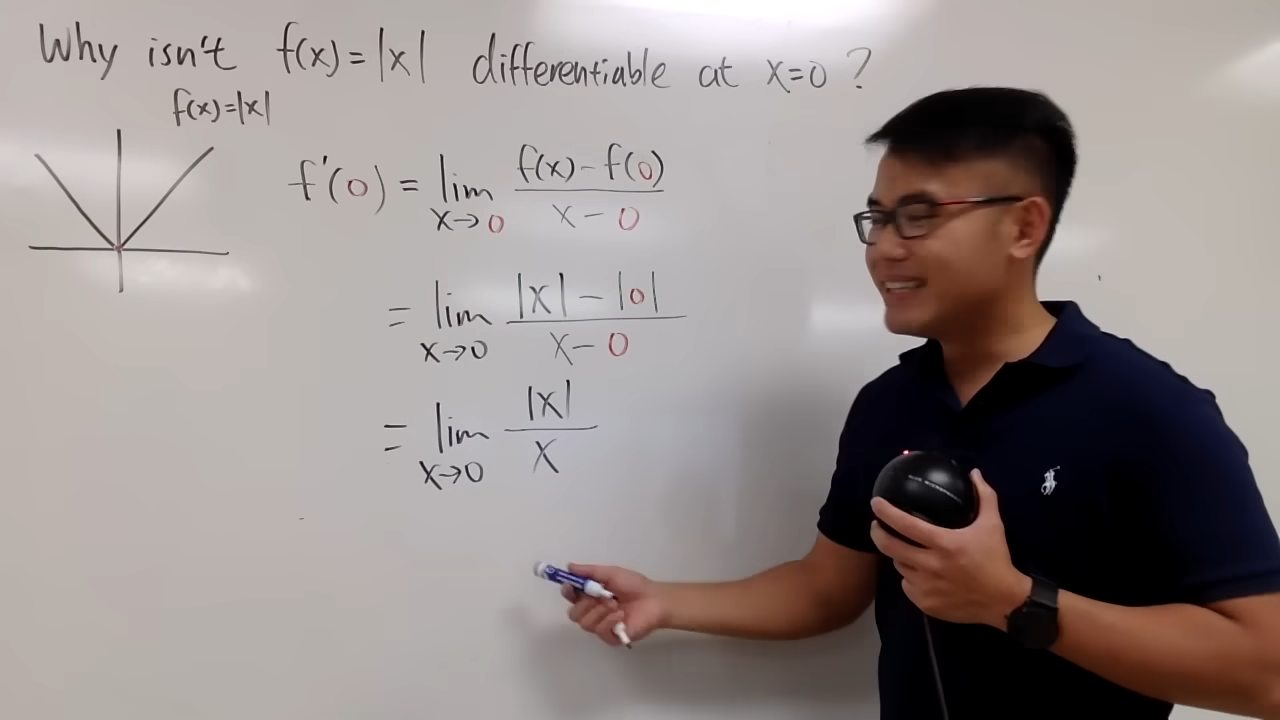 Why isn't f(x)=|x| differentiable at x=0?
f(x)=|x|
f'(0) = lim x→0 f(x)-f(0) / x-0
= lim x→0 |x|-|0| / x-0
= lim x→0 |x| / x